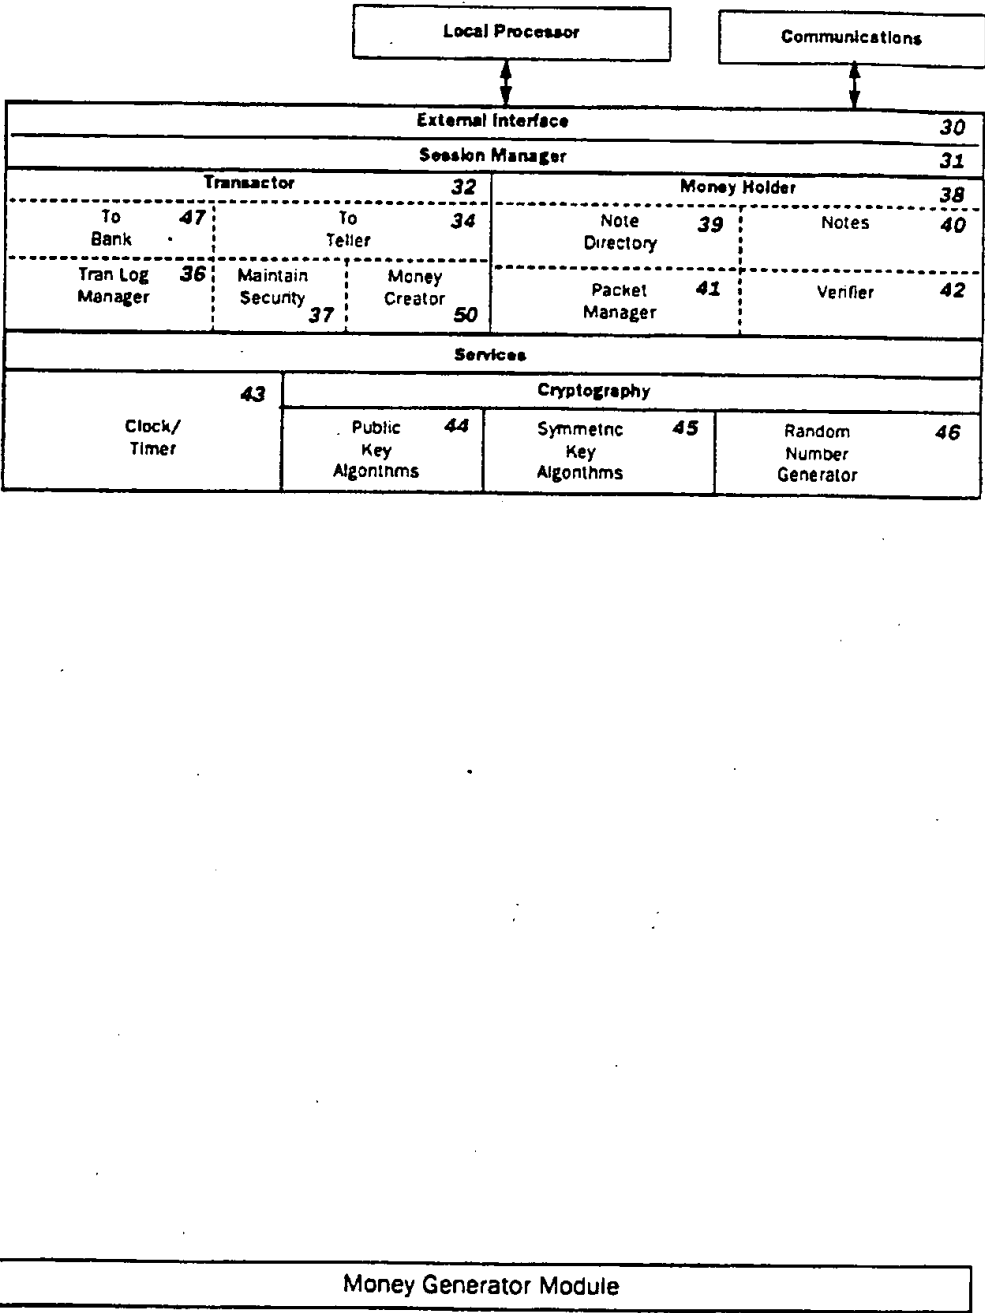 Local Processor
Communications
External Interface 30
Session Manager 31
Transactor 32
Money Holder 38
To Bank 47
To Teller 34
Note Directory 39
Notes 40
Tran Log Manager 36
Maintain Security 37
Money Creator 50
Packet Manager 41
Verifier 42
Services
43
Clock/
Timer
Cryptography
Public 44
Key
Algorithms
Symmetric 45
Key
Algorithms
Random 46
Number
Generator
Money Generator Module